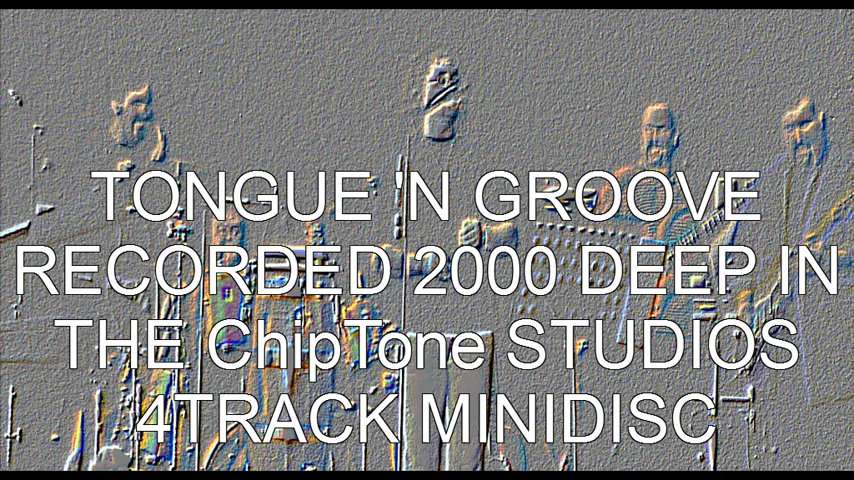 TONGUE 'N GROOVE
RECORDED 2000 DEEP IN
THE ChipTone STUDIOS
4TRACK MINIDISC